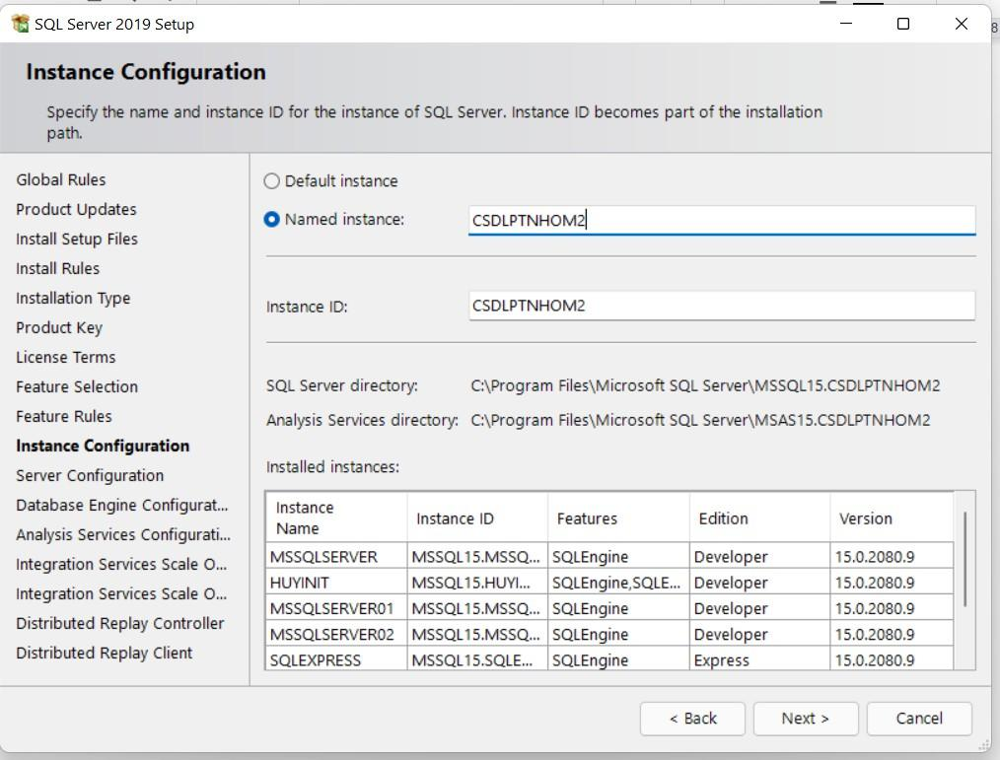 SQL Server 2019 Setup
8
Instance Configuration
Specify the name and instance ID for the instance of SQL Server. Instance ID becomes part of the installation
path.
Global Rules
Product Updates
Install Setup Files
Install Rules
Installation Type
Product Key
License Terms
Feature Selection
Feature Rules
Instance Configuration
Server Configuration
Database Engine Configurat...
Analysis Services Configurati...
Integration Services Scale O...
Integration Services Scale O...
Distributed Replay Controller
Distributed Replay Client
Default instance
Named instance: CSDLPTNHOM2
Instance ID: CSDLPTNHOM2
SQL Server directory: C:\Program Files\Microsoft SQL Server\MSSQL15.CSDLPTNHOM2
Analysis Services directory: C:\Program Files\Microsoft SQL Server\MSAS15.CSDLPTNHOM2
Installed instances:
Instance Name Instance ID Features Edition Version
MSSQLSERVER MSSQL15.MSSQ... SQLEngine Developer 15.0.2080.9
HUYINIT MSSQL15.HUYI... SQLEngine,SQLE... Developer 15.0.2080.9
MSSQLSERVER01 MSSQL15.MSSQ... SQLEngine Developer 15.0.2080.9
MSSQLSERVER02 MSSQL15.MSSQ... SQLEngine Developer 15.0.2080.9
SQLEXPRESS MSSQL15.SQLE... SQLEngine Express 15.0.2080.9
< Back Next > Cancel